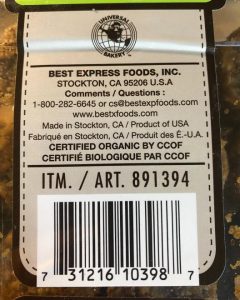 UNIVERSAL
BAKERY
BEST EXPRESS FOODS, INC.
STOCKTON, CA 95206 U.S.A
Comments / Questions :
1-800-282-6645 or cs@bestexpfoods.com
www.bestxfoods.com
Made in Stockton, CA / Product of USA
Fabriqué en Stockton, CA / Produit des É.-U.A.
CERTIFIED ORGANIC BY CCOF
CERTIFIÉ BIOLOGIQUE PAR CCOF
ITM. / ART. 891394
7 31216 10398 7